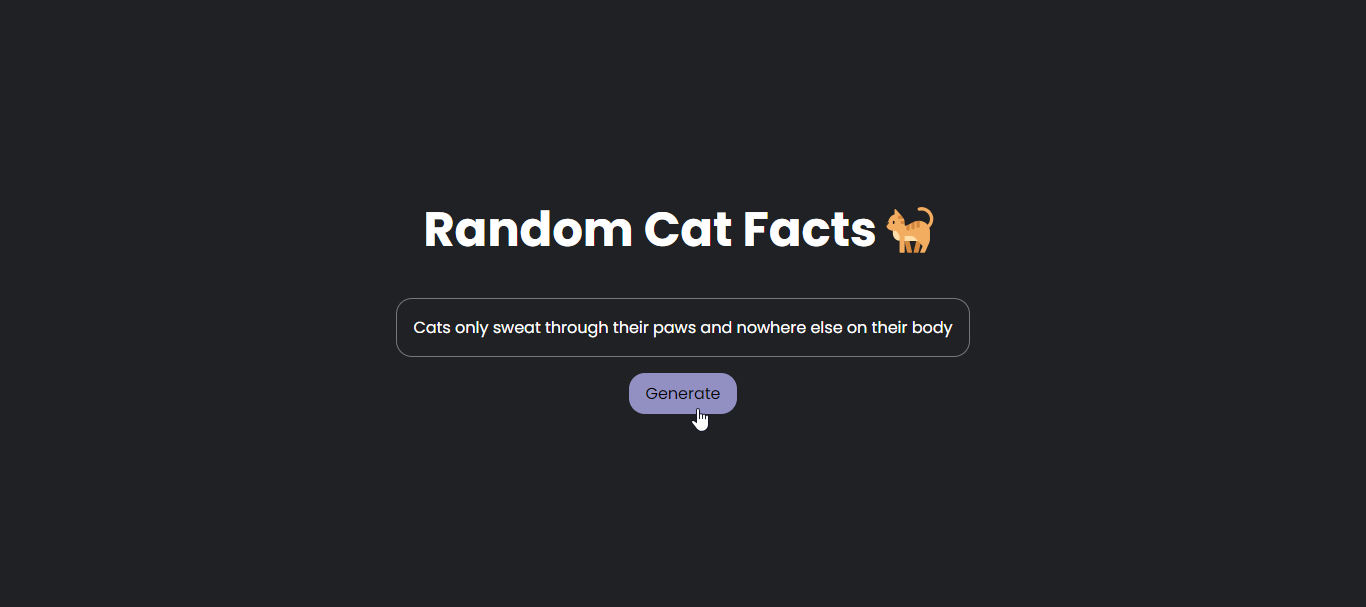 Random Cat Facts 🐈
Cats only sweat through their paws and nowhere else on their body
Generate